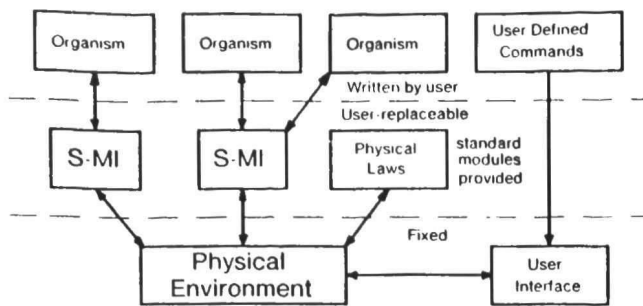 Organism
Organism
Organism
User Defined
Commands
Written by user
User-replaceable
S-MI
S-MI
Physical
Laws
standard
modules
provided
Fixed
Physical
Environment
User
Interface